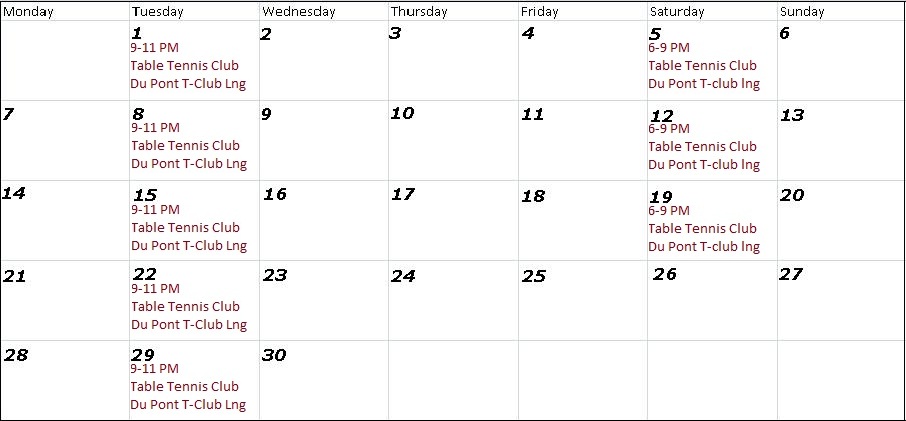 Monday Tuesday Wednesday Thursday Friday Saturday Sunday
1 2 3 4 5 6
9-11 PM 6-9 PM
Table Tennis Club Table Tennis Club
Du Pont T-Club Lng Du Pont T-club lng
7 8 9 10 11 12 13
9-11 PM 6-9 PM
Table Tennis Club Table Tennis Club
Du Pont T-Club Lng Du Pont T-club lng
14 15 16 17 18 19 20
9-11 PM 6-9 PM
Table Tennis Club Table Tennis Club
Du Pont T-Club Lng Du Pont T-club lng
21 22 23 24 25 26 27
9-11 PM
Table Tennis Club
Du Pont T-Club Lng
28 29 30
9-11 PM
Table Tennis Club
Du Pont T-Club Lng